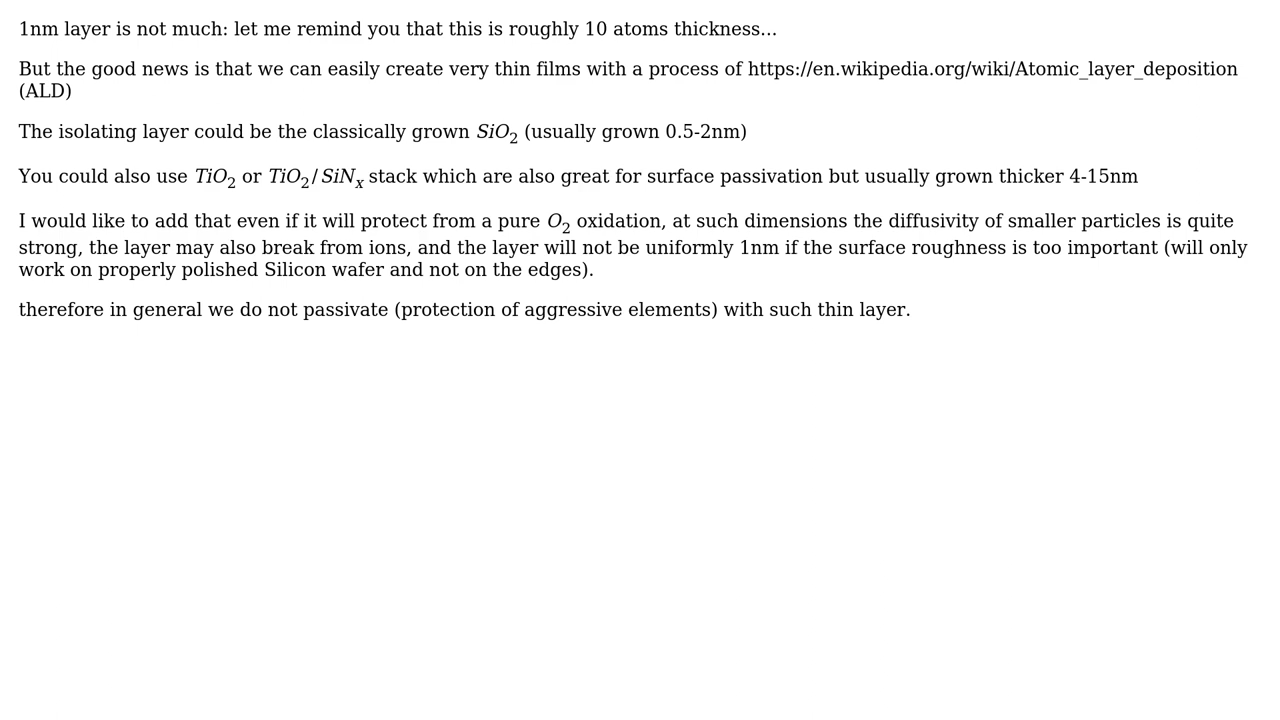 1nm layer is not much: let me remind you that this is roughly 10 atoms thickness...
But the good news is that we can easily create very thin films with a process of https://en.wikipedia.org/wiki/Atomic_layer_deposition
(ALD)
The isolating layer could be the classically grown SiO₂ (usually grown 0.5-2nm)
You could also use TiO₂ or TiO₂/SiNₓ stack which are also great for surface passivation but usually grown thicker 4-15nm
I would like to add that even if it will protect from a pure O₂ oxidation, at such dimensions the diffusivity of smaller particles is quite
strong, the layer may also break from ions, and the layer will not be uniformly 1nm if the surface roughness is too important (will only
work on properly polished Silicon wafer and not on the edges).
therefore in general we do not passivate (protection of aggressive elements) with such thin layer.